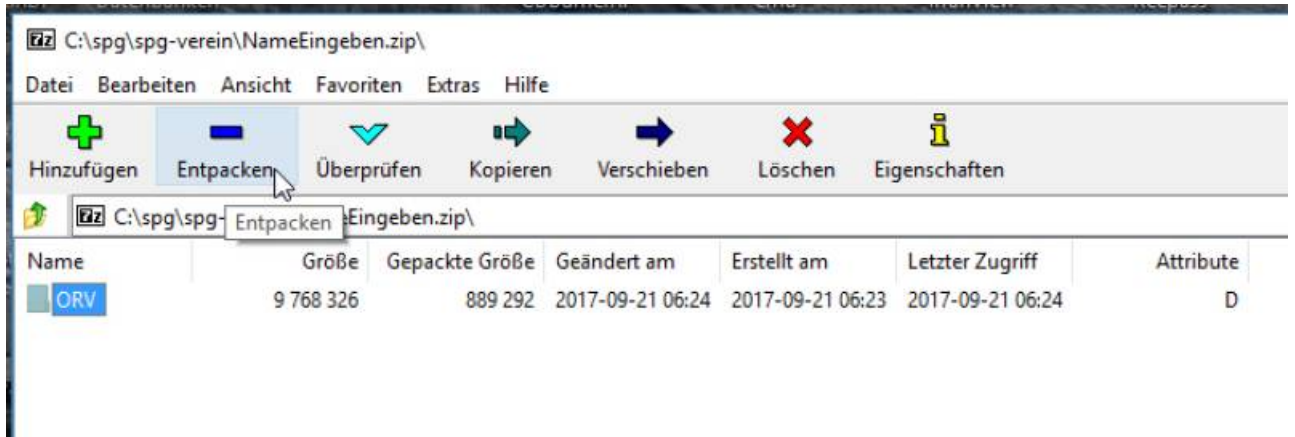 C:\spg\spg-verein\NameEingeben.zip\
Datei Bearbeiten Ansicht Favoriten Extras Hilfe
Hinzufügen Entpacken Überprüfen Kopieren Verschieben Löschen Eigenschaften
C:\spg\spg- Eingeben.zip\
Entpacken
Name Größe Gepackte Größe Geändert am Erstellt am Letzter Zugriff Attribute
ORV 9 768 326 889 292 2017-09-21 06:24 2017-09-21 06:23 2017-09-21 06:24 D